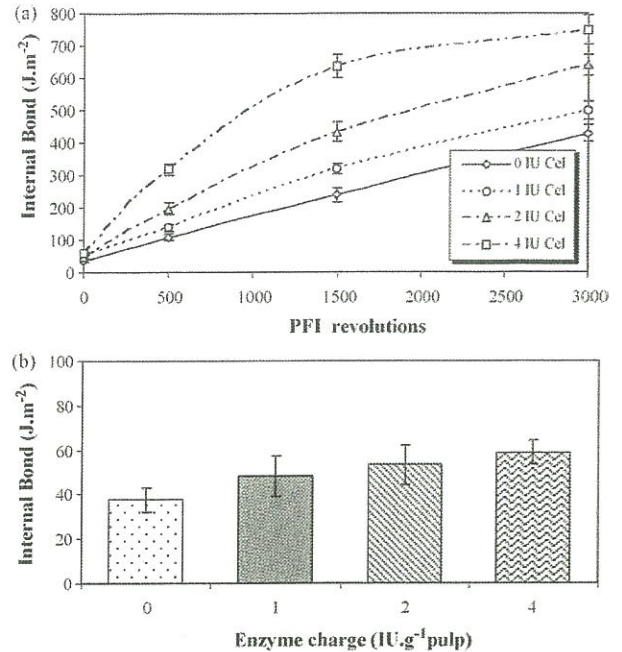 (a)
800
700
600
500
400
300
200
100
0
Internal Bond (J.m-2)
0 IU Cel
1 IU Cel
2 IU Cel
4 IU Cel
0 500 1000 1500 2000 2500 3000
PFI revolutions
(b)
100
80
60
40
20
0
Internal Bond (J.m-2)
0 1 2 4
Enzyme charge (IU.g-1pulp)